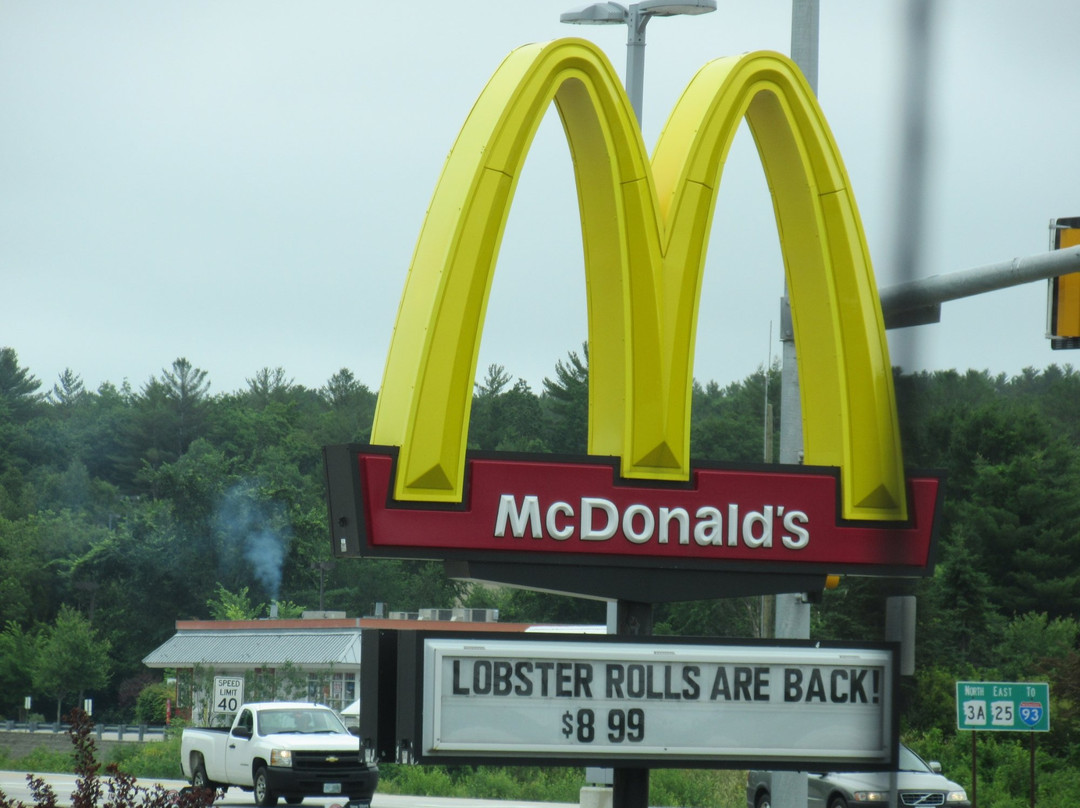 McDonald's
LOBSTER ROLLS ARE BACK!
$8 99
SPEED
LIMIT
40
NORTH EAST TO
3A 25 93